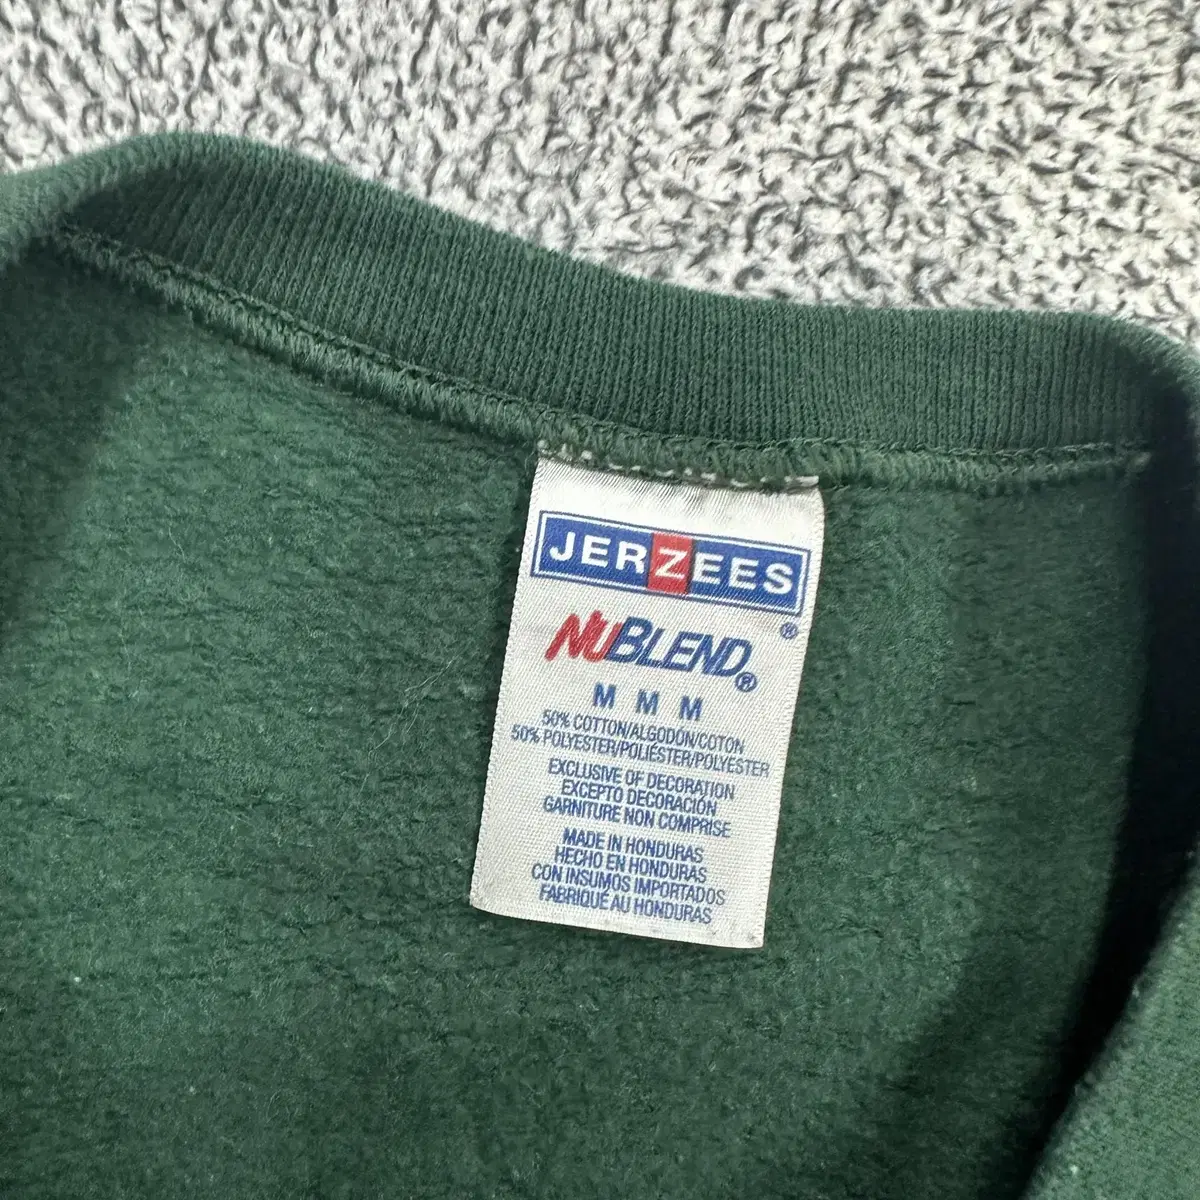 JERZEES
®
NUBLEND®
M M M
50% COTTON/ALGODÓN/COTON
50% POLYESTER/POLIÉSTER/POLYESTER
EXCLUSIVE OF DECORATION
EXCEPTO DECORACIÓN
GARNITURE NON COMPRISE
MADE IN HONDURAS
HECHO EN HONDURAS
CON INSUMOS IMPORTADOS
FABRIQUÉ AU HONDURAS